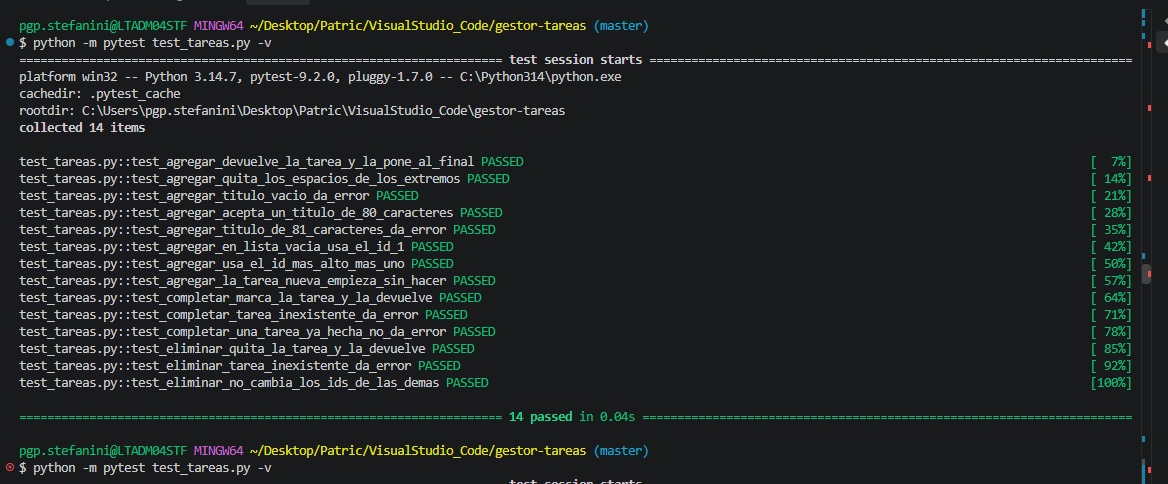 pgp.stefanini@LTADM04STF MINGW64 ~/Desktop/Patric/VisualStudio_Code/gestor-tareas (master)
$ python -m pytest test_tareas.py -v
==================================================================== test session starts ====================================================================
platform win32 -- Python 3.14.7, pytest-9.2.0, pluggy-1.7.0 -- C:\Python314\python.exe
cachedir: .pytest_cache
rootdir: C:\Users\pgp.stefanini\Desktop\Patric\VisualStudio_Code\gestor-tareas
collected 14 items
test_tareas.py::test_agregar_devuelve_la_tarea_y_la_pone_al_final PASSED [  7%]
test_tareas.py::test_agregar_quita_los_espacios_de_los_extremos PASSED [ 14%]
test_tareas.py::test_agregar_titulo_vacio_da_error PASSED [ 21%]
test_tareas.py::test_agregar_acepta_un_titulo_de_80_caracteres PASSED [ 28%]
test_tareas.py::test_agregar_titulo_de_81_caracteres_da_error PASSED [ 35%]
test_tareas.py::test_agregar_en_lista_vacia_usa_el_id_1 PASSED [ 42%]
test_tareas.py::test_agregar_usa_el_id_mas_alto_mas_uno PASSED [ 50%]
test_tareas.py::test_agregar_la_tarea_nueva_empieza_sin_hacer PASSED [ 57%]
test_tareas.py::test_completar_marca_la_tarea_y_la_devuelve PASSED [ 64%]
test_tareas.py::test_completar_tarea_inexistente_da_error PASSED [ 71%]
test_tareas.py::test_completar_una_tarea_ya_hecha_no_da_error PASSED [ 78%]
test_tareas.py::test_eliminar_quita_la_tarea_y_la_devuelve PASSED [ 85%]
test_tareas.py::test_eliminar_tarea_inexistente_da_error PASSED [ 92%]
test_tareas.py::test_eliminar_no_cambia_los_ids_de_las_demas PASSED [100%]
==================================================================== 14 passed in 0.04s =====================================================================
pgp.stefanini@LTADM04STF MINGW64 ~/Desktop/Patric/VisualStudio_Code/gestor-tareas (master)
$ python -m pytest test_tareas.py -v
test session starts